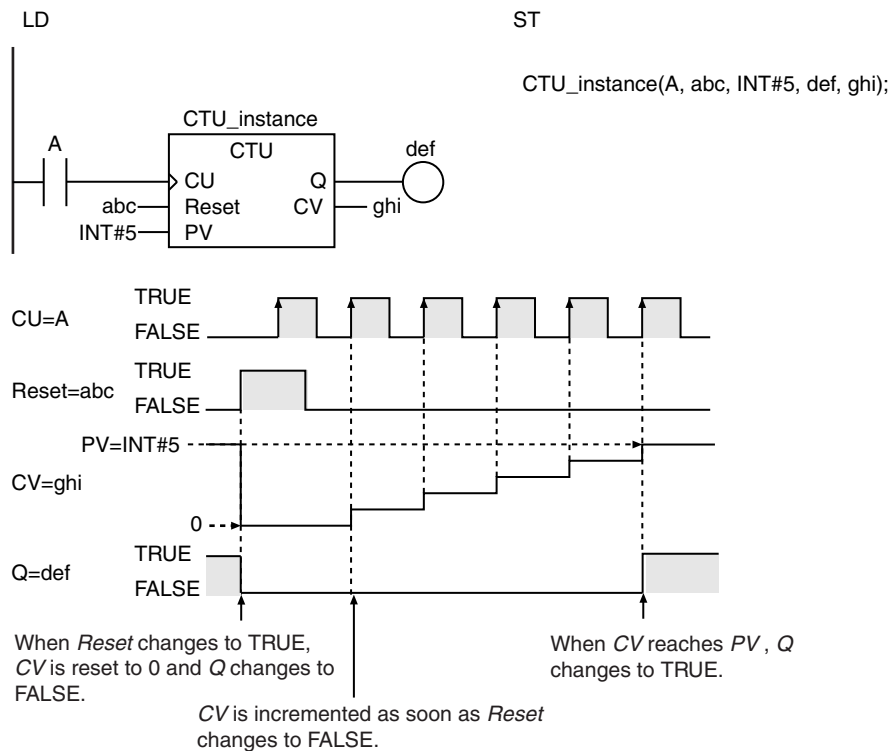 LD
ST
CTU_instance(A, abc, INT#5, def, ghi);
CTU_instance
A
CTU
def
CU
Q
abc
Reset
CV
ghi
INT#5
PV
TRUE
CU=A
FALSE
TRUE
Reset=abc
FALSE
PV=INT#5
CV=ghi
0
TRUE
Q=def
FALSE
When Reset changes to TRUE,
CV is reset to 0 and Q changes to
FALSE.
When CV reaches PV , Q
changes to TRUE.
CV is incremented as soon as Reset
changes to FALSE.